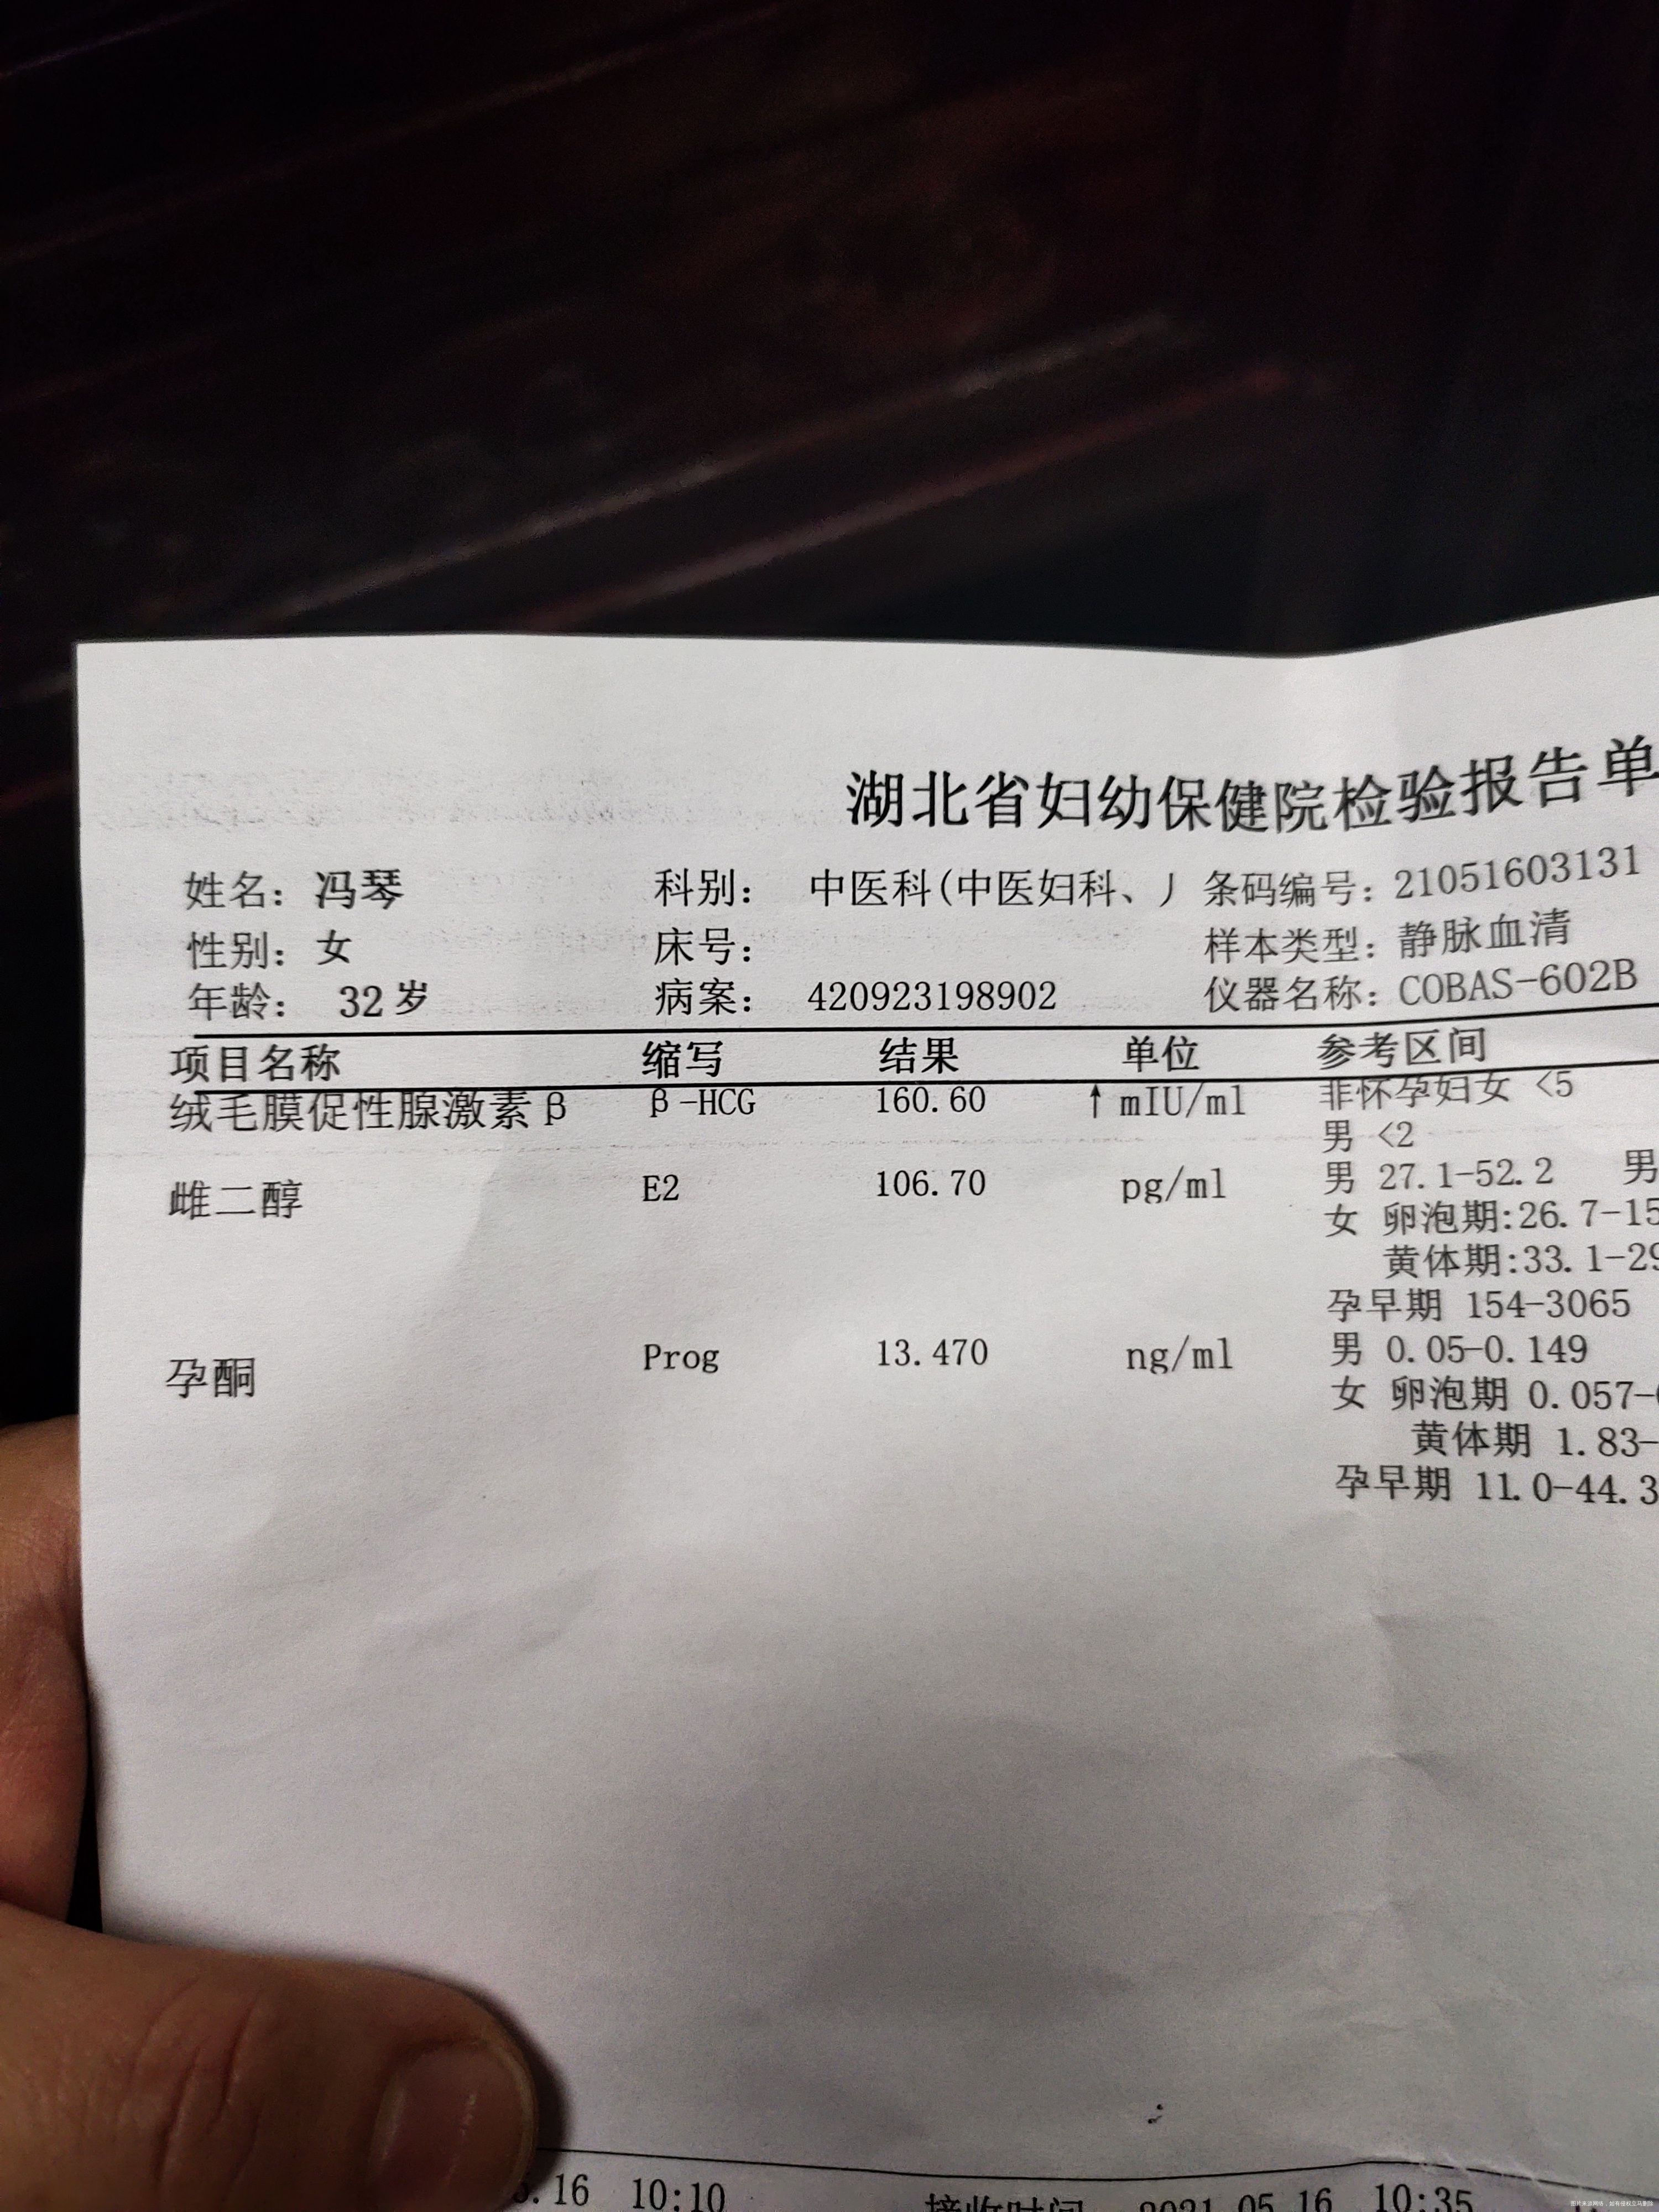 湖北省妇幼保健院检验报告单
姓名：冯琴 科别：中医科(中医妇科、 条码编号：21051603131
性别：女 床号： 样本类型：静脉血清
年龄：32岁 病案：420923198902 仪器名称：COBAS-602B
项目名称 缩写 结果 单位 参考区间
绒毛膜促性腺激素β β-HCG 160.60 ↑ mIU/ml 非怀孕妇女 <5
男 <2
雌二醇 E2 106.70 pg/ml 男 27.1-52.2 男
女 卵泡期:26.7-15
黄体期:33.1-29
孕早期 154-3065
孕酮 Prog 13.470 ng/ml 男 0.05-0.149
女 卵泡期 0.057-
黄体期 1.83-
孕早期 11.0-44.3
.16 10:10 接收时间 2021.05.16 10:35